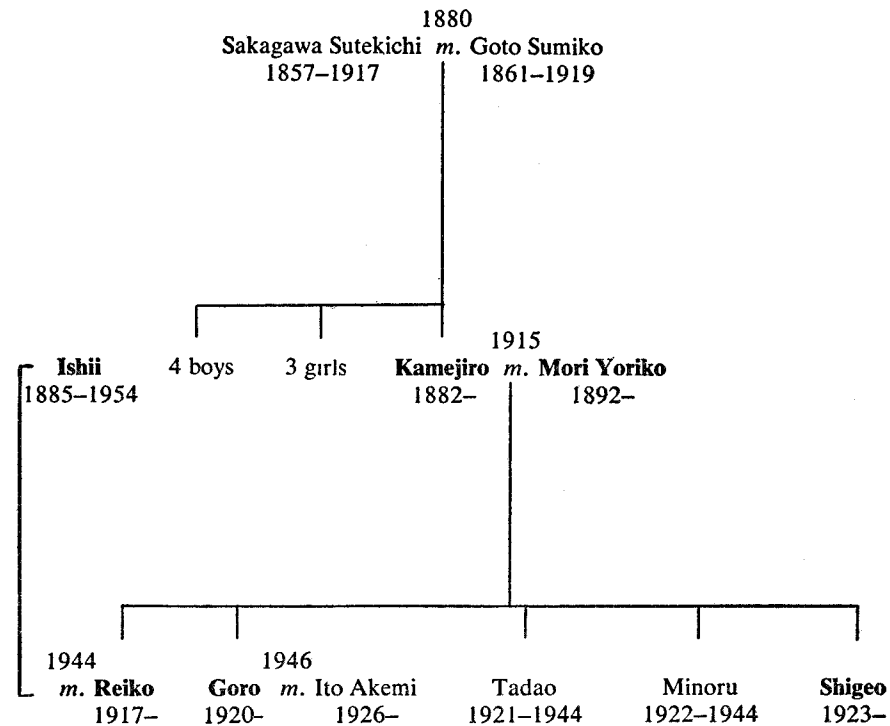 1880
Sakagawa Sutekichi m. Goto Sumiko
1857–1917 1861–1919
1915
Ishii 4 boys 3 girls Kamejiro m. Mori Yoriko
1885–1954 1882– 1892–
1944 1946
m. Reiko Goro m. Ito Akemi Tadao Minoru Shigeo
1917– 1920- 1926– 1921–1944 1922–1944 1923–